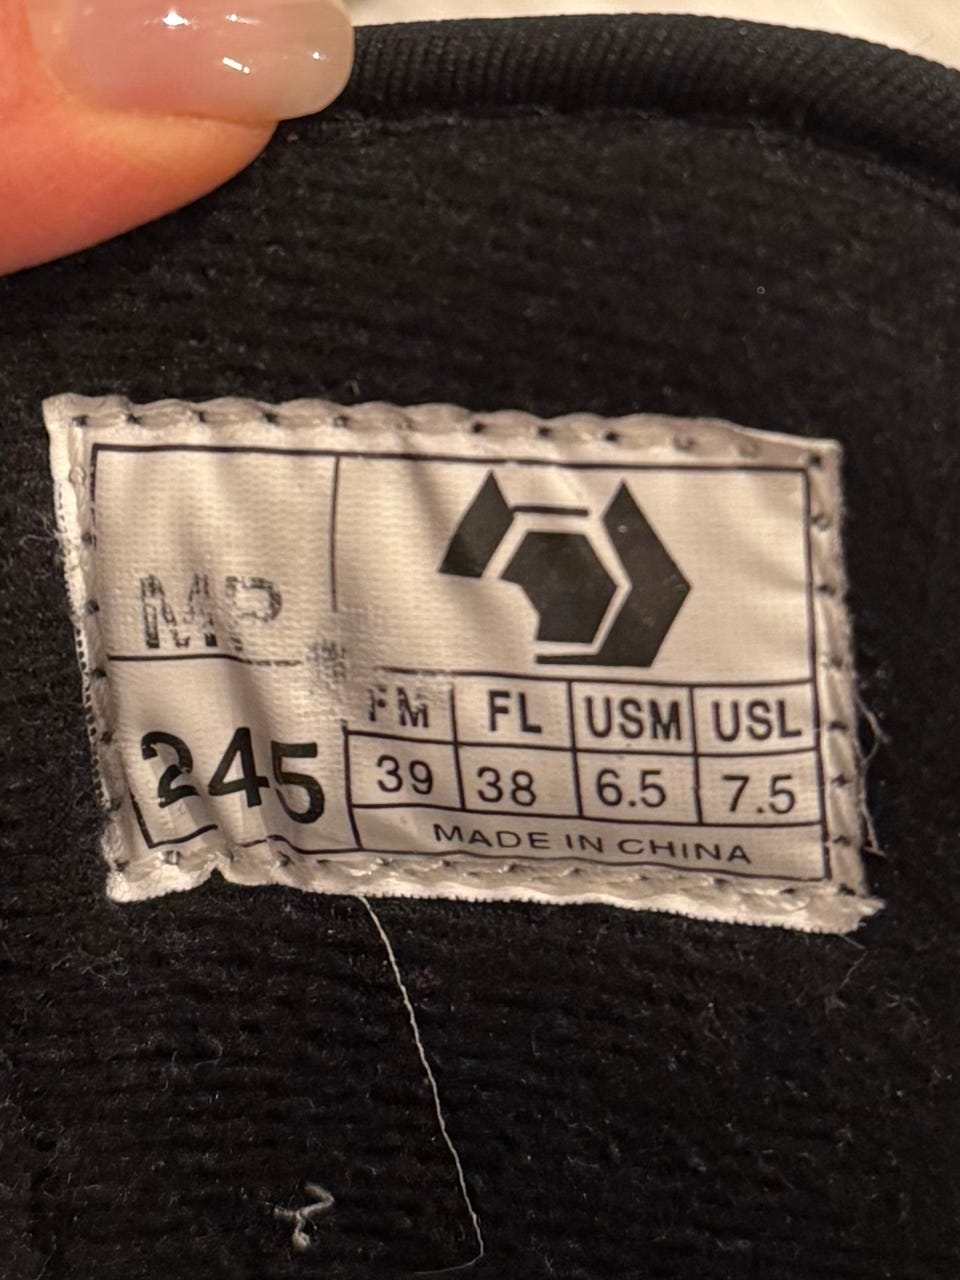 MP
245
FM FL USM USL
39 38 6.5 7.5
MADE IN CHINA